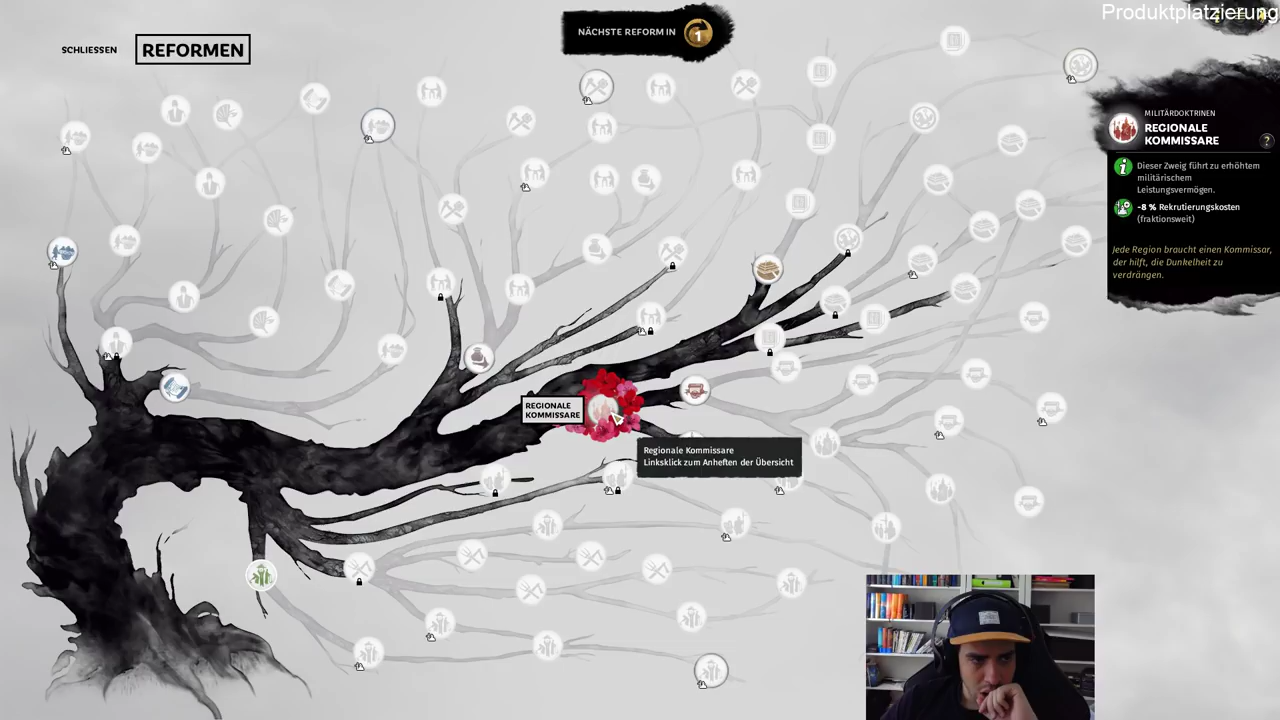 Produktplatzierung
SCHLIESSEN
REFORMEN
NÄCHSTE REFORM IN
1
MILITÄRDOKTRINEN
REGIONALE
KOMMISSARE
?
Dieser Zweig führt zu erhöhtem
militärischem
Leistungsvermögen.
-8 % Rekrutierungskosten
(fraktionsweit)
Jede Region braucht einen Kommissar,
der hilft, die Dunkelheit zu
verdrängen.
REGIONALE
KOMMISSARE
Regionale Kommissare
Linksklick zum Anheften der Übersicht